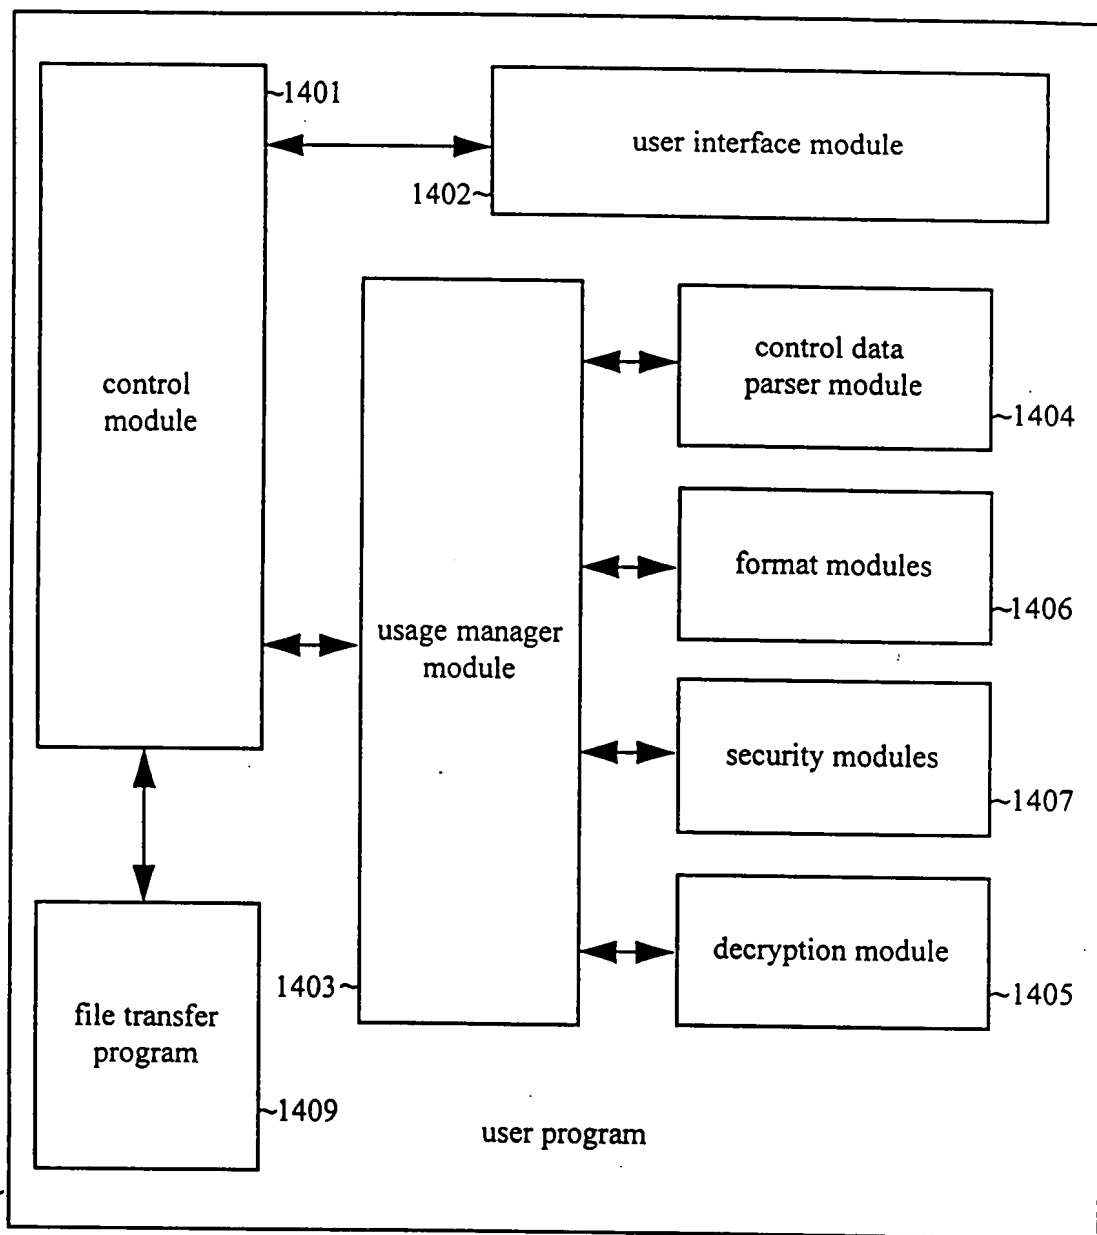 ~1401
user interface module
1402~
control data
parser module
~1404
control
module
format modules
~1406
usage manager
module
security modules
~1407
decryption module
1403~
~1405
file transfer
program
~1409
user program